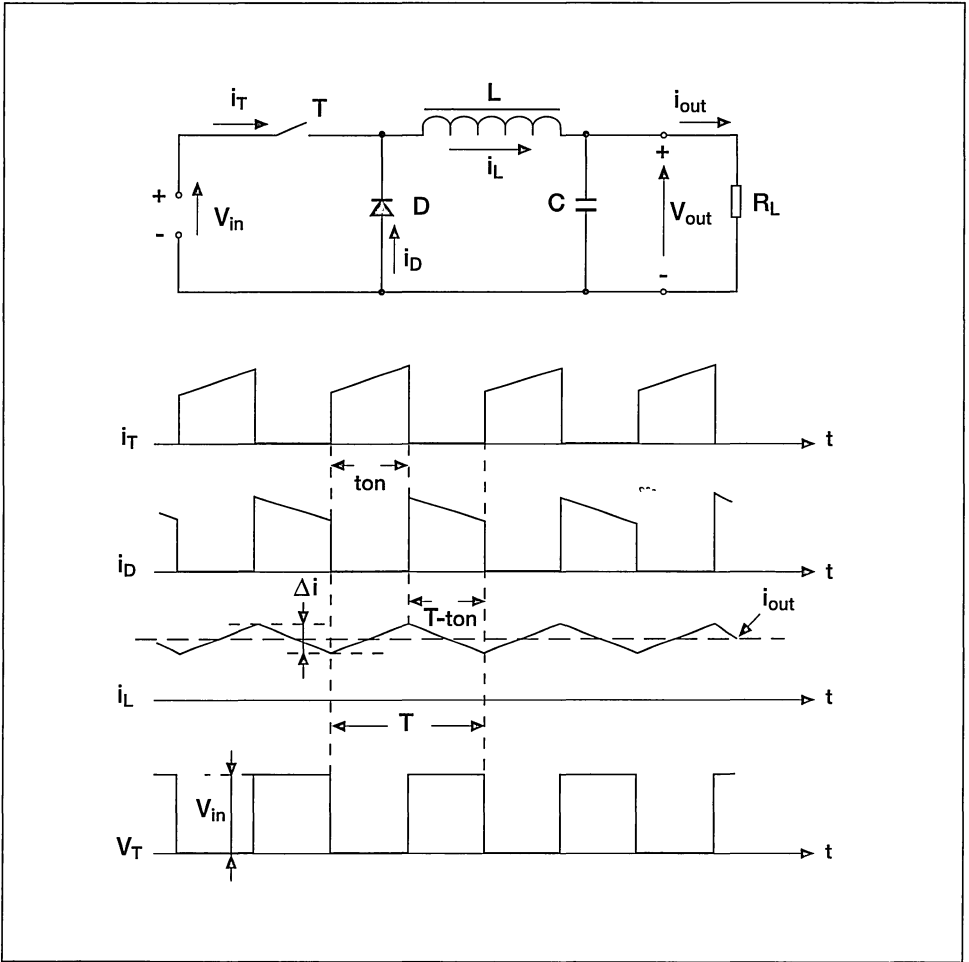 iT T L iout
+ Vin - D iL C + Vout - RL
iD
iT t
ton
iD t
Δi T-ton iout
iL t
T
Vin
VT t